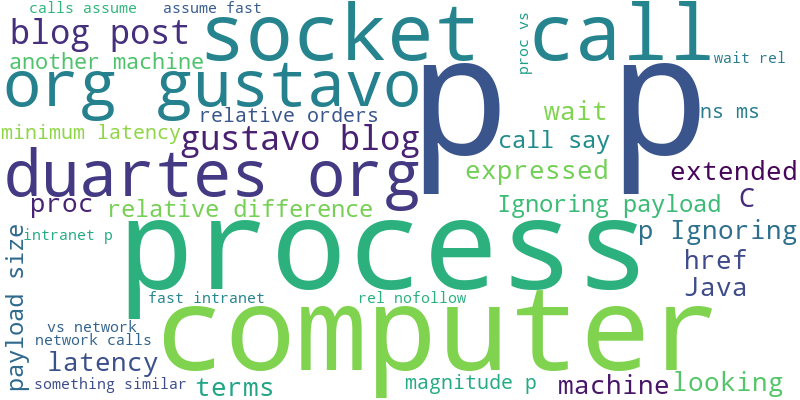 calls assume
assume fast
blog post
socket
call
proc vs
another machine
wait rel
org gustavo
p p
relative orders
wait
ns ms
minimum latency
gustavo blog
call say
duartes org
expressed
extended
proc
relative difference
Ignoring payload
C
process
intranet p
p Ignoring
payload size
href
Java
fast intranet
rel nofollow
computer
vs network
network calls
latency
something similar
terms
magnitude p
machine
looking